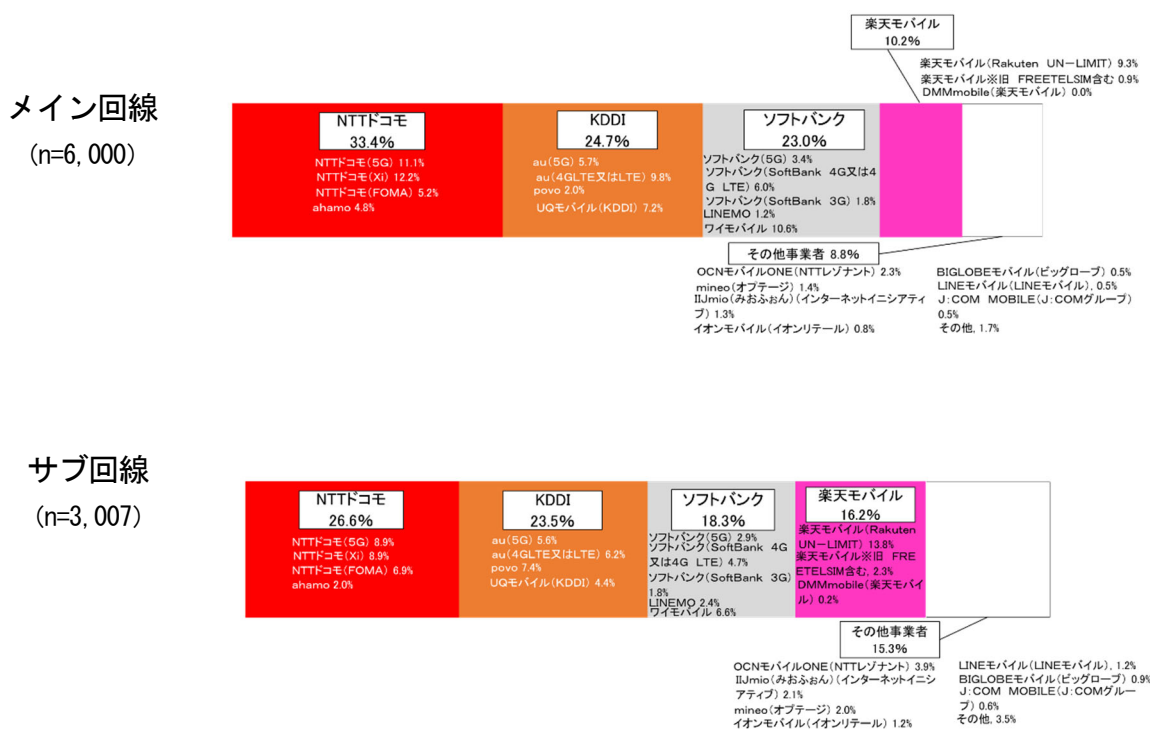 楽天モバイル
10.2%
楽天モバイル(Rakuten UN-LIMIT) 9.3%
楽天モバイル※旧 FREETELSIM含む 0.9%
DMMmobile(楽天モバイル) 0.0%
メイン回線
(n=6,000)
NTTドコモ
33.4%
NTTドコモ(5G) 11.1%
NTTドコモ(Xi) 12.2%
NTTドコモ(FOMA) 5.2%
ahamo 4.8%
KDDI
24.7%
au(5G) 5.7%
au(4GLTE又はLTE) 9.8%
povo 2.0%
UQモバイル(KDDI) 7.2%
ソフトバンク
23.0%
ソフトバンク(5G) 3.4%
ソフトバンク(SoftBank 4G又は4
G LTE) 6.0%
ソフトバンク(SoftBank 3G) 1.8%
LINEMO 1.2%
ワイモバイル 10.6%
その他事業者 8.8%
OCNモバイルONE(NTTレゾナント) 2.3%
mineo(オプテージ) 1.4%
IIJmio(みおふぉん)(インターネットイニシアティ
ブ) 1.3%
イオンモバイル(イオンリテール) 0.8%
BIGLOBEモバイル(ビッグローブ) 0.5%
LINEモバイル(LINEモバイル), 0.5%
J:COM MOBILE(J:COMグループ)
0.5%
その他, 1.7%
サブ回線
(n=3,007)
NTTドコモ
26.6%
NTTドコモ(5G) 8.9%
NTTドコモ(Xi) 8.9%
NTTドコモ(FOMA) 6.9%
ahamo 2.0%
KDDI
23.5%
au(5G) 5.6%
au(4GLTE又はLTE) 6.2%
povo 7.4%
UQモバイル(KDDI) 4.4%
ソフトバンク
18.3%
ソフトバンク(5G) 2.9%
ソフトバンク(SoftBank 4G
又は4G LTE) 4.7%
ソフトバンク(SoftBank 3G)
1.8%
LINEMO 2.4%
ワイモバイル 6.6%
楽天モバイル
16.2%
楽天モバイル(Rakuten
UN-LIMIT) 13.8%
楽天モバイル※旧 FRE
ETELSIM含む, 2.3%
DMMmobile(楽天モバイ
ル) 0.2%
その他事業者
15.3%
OCNモバイルONE(NTTレゾナント) 3.9%
IIJmio(みおふぉん)(インターネットイニシ
アティブ) 2.1%
mineo(オプテージ) 2.0%
イオンモバイル(イオンリテール) 1.2%
LINEモバイル(LINEモバイル), 1.2%
BIGLOBEモバイル(ビッグローブ) 0.9%
J:COM MOBILE(J:COMグルー
プ) 0.6%
その他, 3.5%